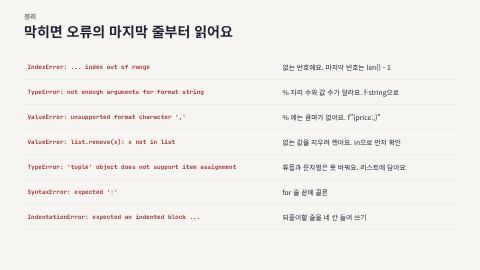 정리
막히면 오류의 마지막 줄부터 읽어요
IndexError: ... index out of range
없는 번호예요. 마지막 번호는 len() - 1
TypeError: not enough arguments for format string
% 자리 수와 값 수가 달라요. f-string으로
ValueError: unsupported format character ','
% 에는 콤마가 없어요. f"{price:,}"
ValueError: list.remove(x): x not in list
없는 값을 지우려 했어요. in으로 먼저 확인
TypeError: 'tuple' object does not support item assignment
튜플과 문자열은 못 바꿔요. 리스트에 담아요
SyntaxError: expected ':'
for 줄 끝에 콜론
IndentationError: expected an indented block ...
되풀이할 줄을 네 칸 들여 쓰기